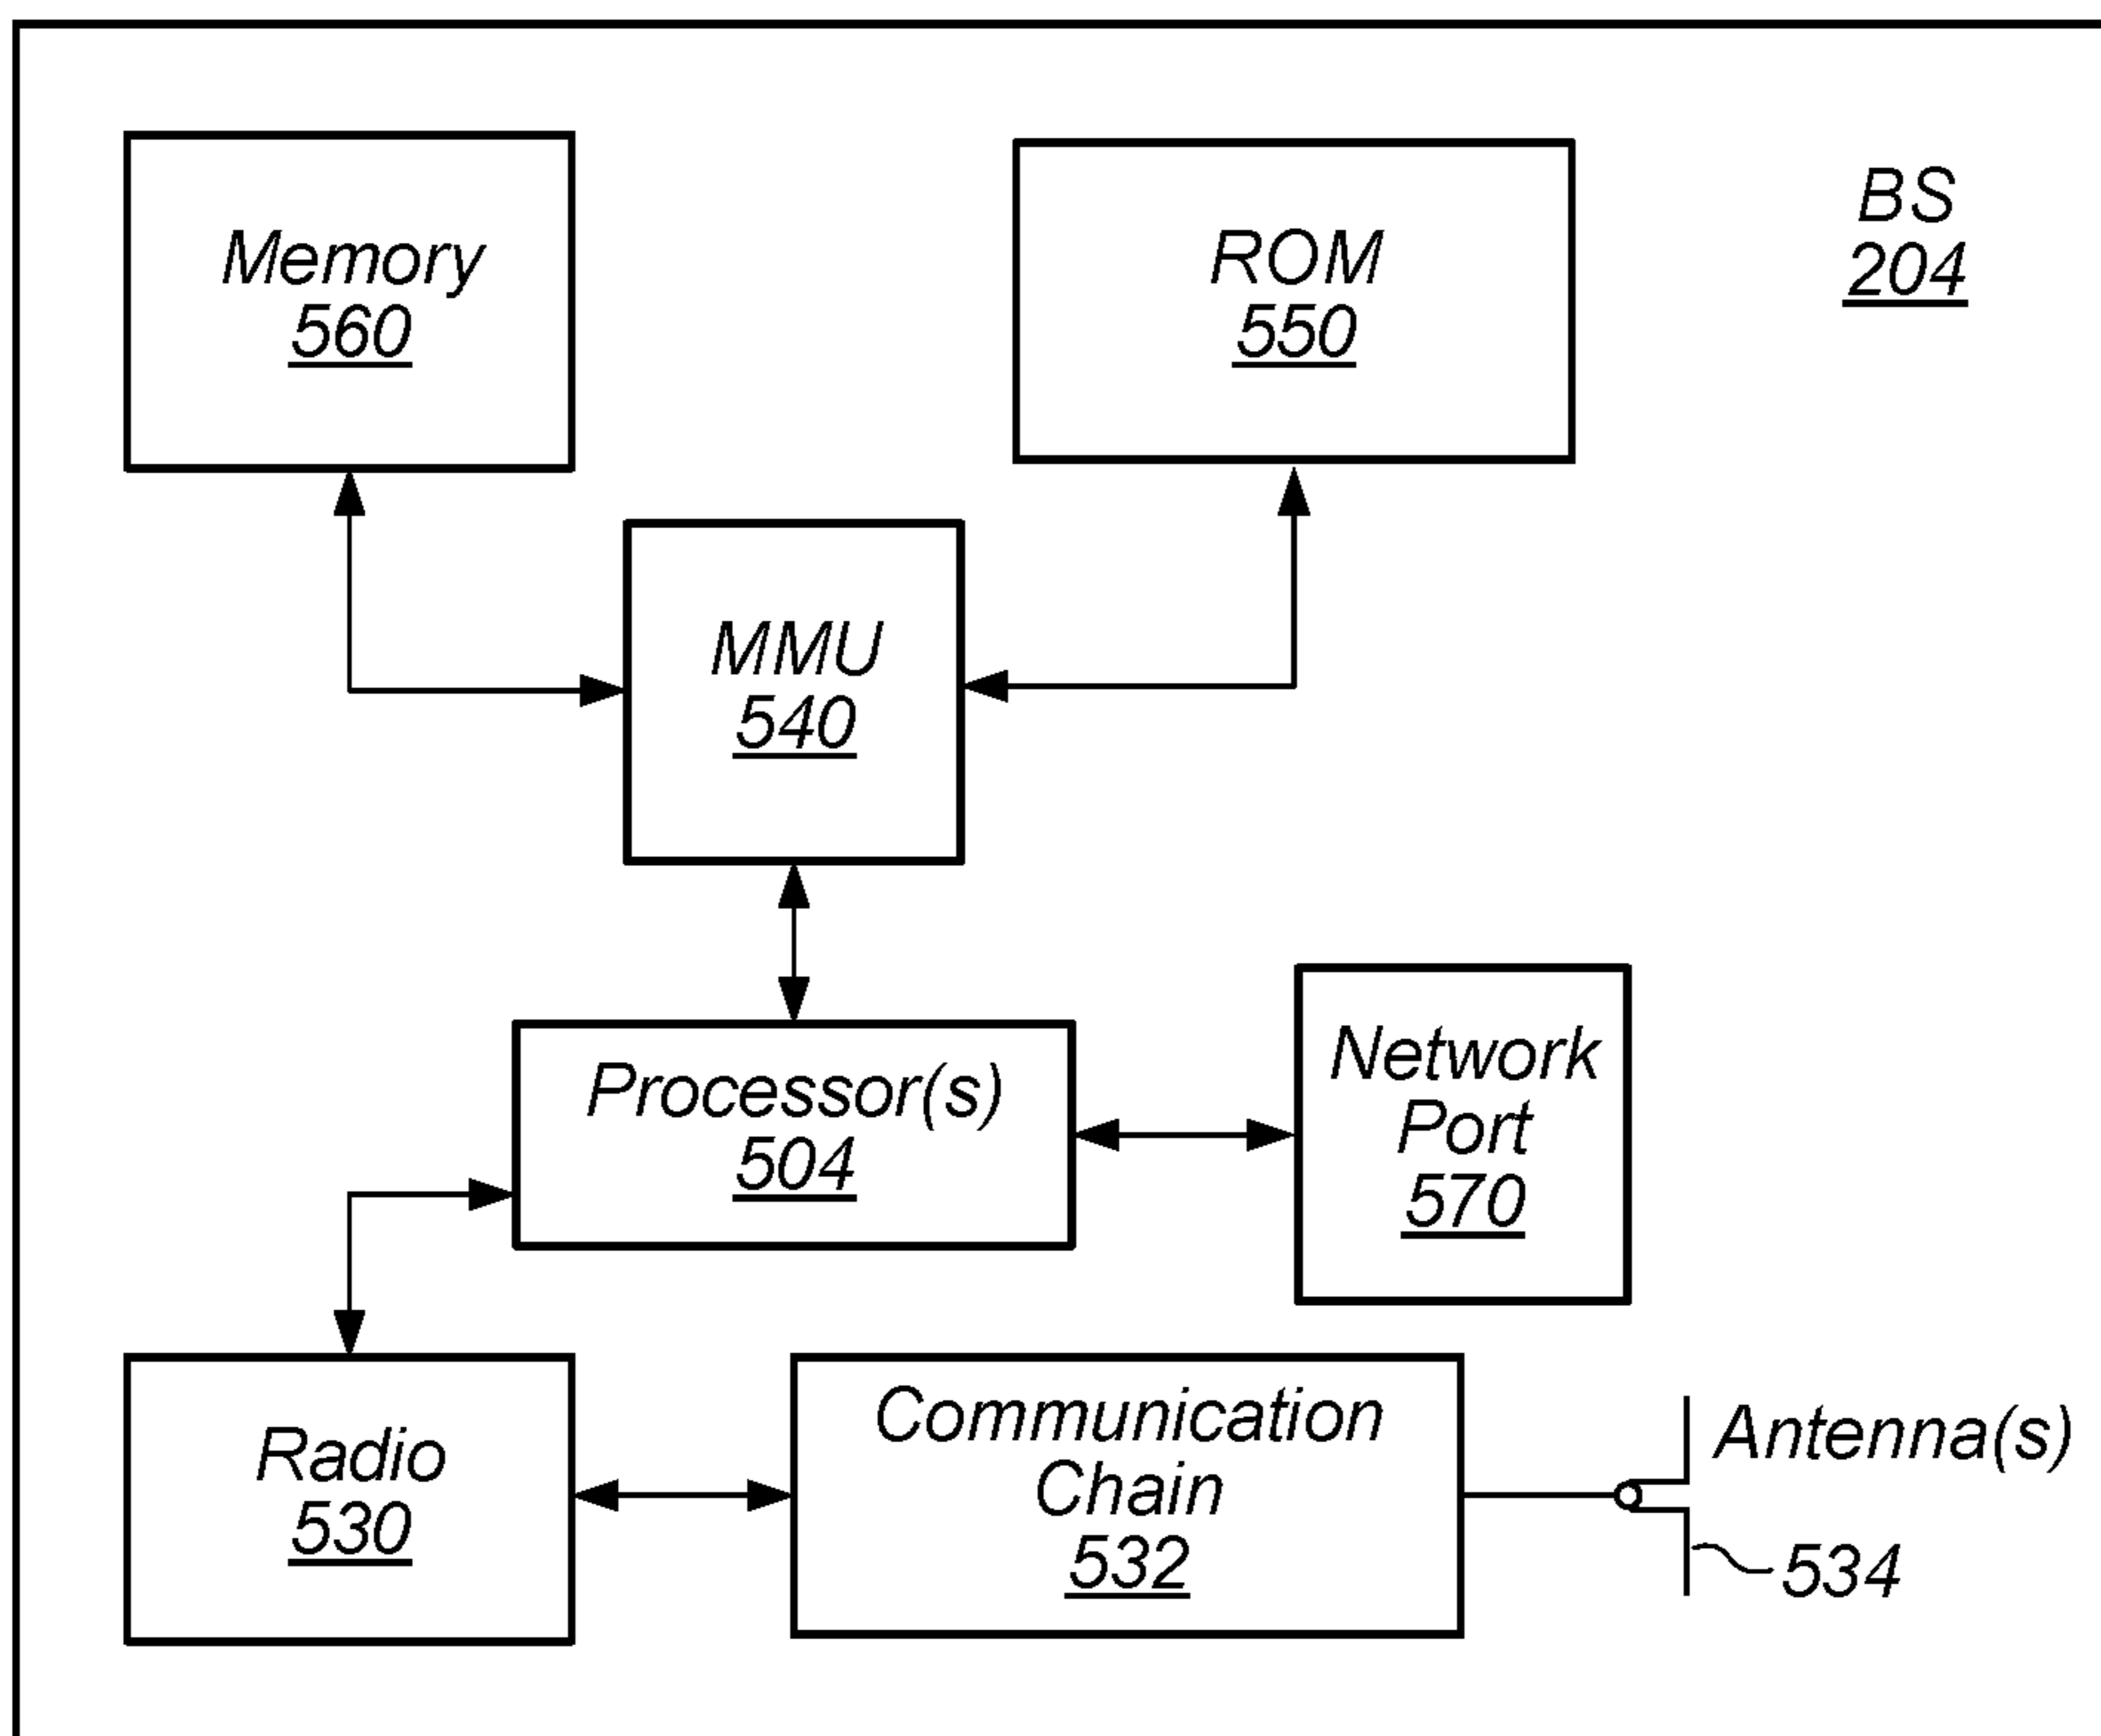 Memory
560
ROM
550
BS
204
MMU
540
Processor(s)
504
Network
Port
570
Radio
530
Communication
Chain
532
Antenna(s)
534